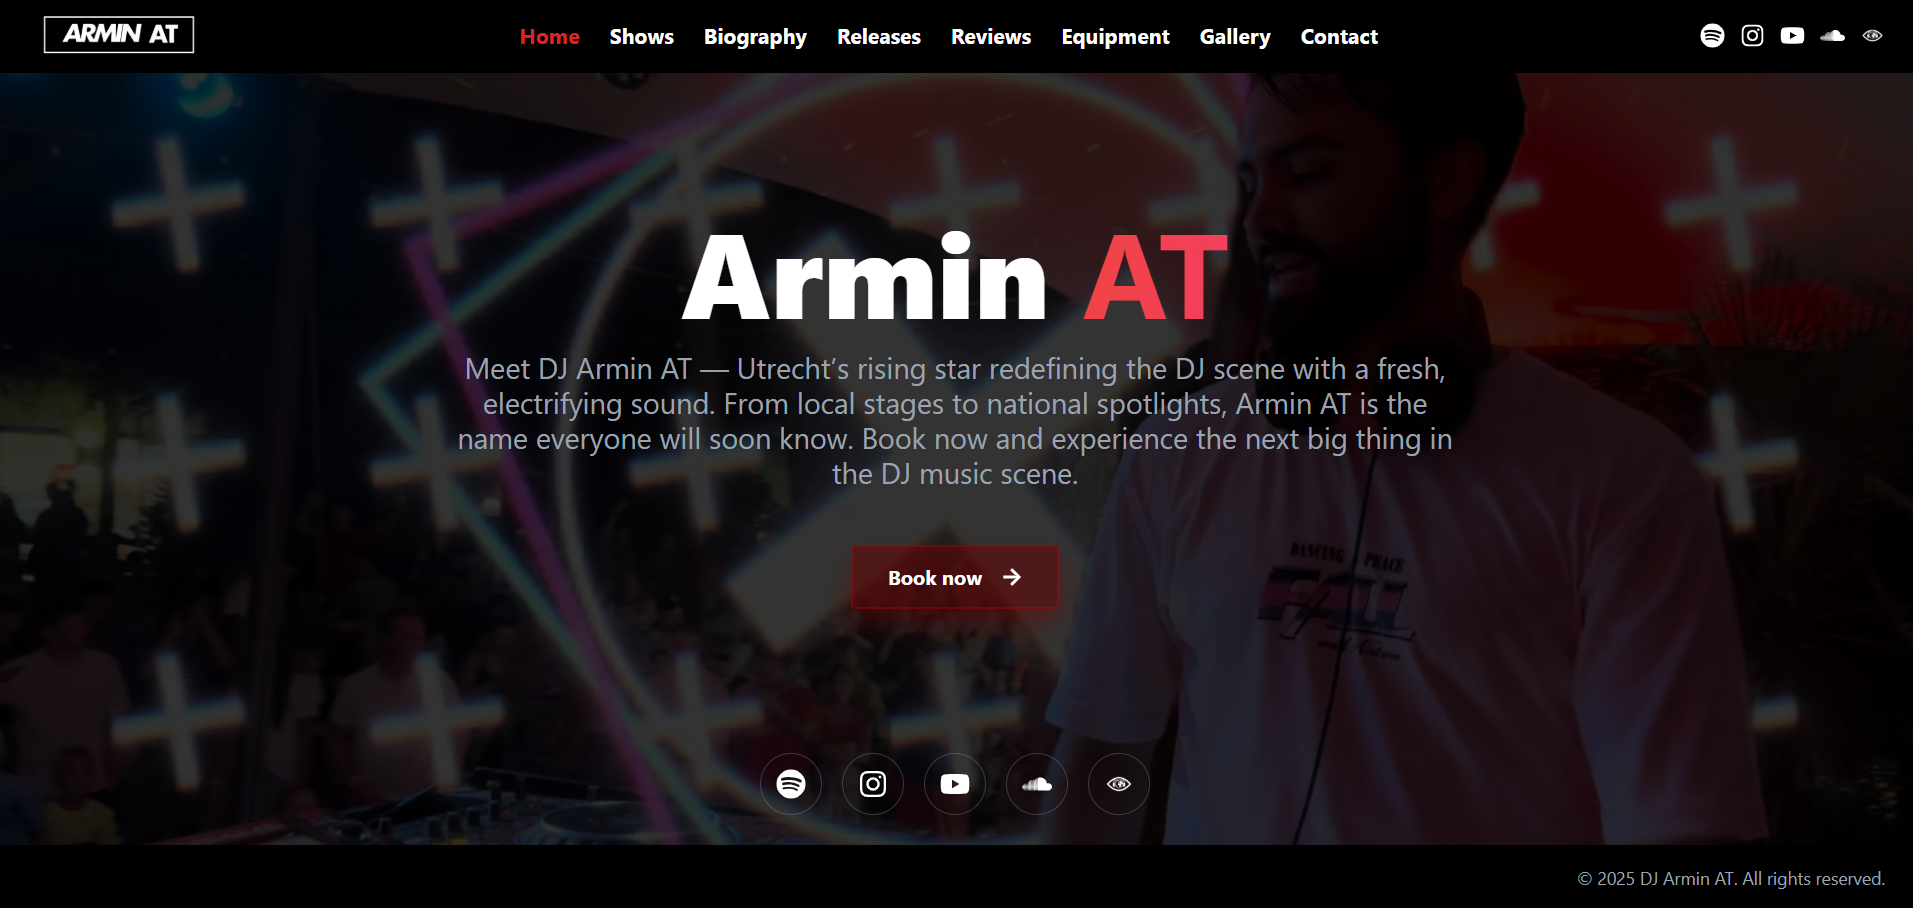 ARMIN AT
Home Shows Biography Releases Reviews Equipment Gallery Contact
Armin AT
Meet DJ Armin AT — Utrecht’s rising star redefining the DJ scene with a fresh,
electrifying sound. From local stages to national spotlights, Armin AT is the
name everyone will soon know. Book now and experience the next big thing in
the DJ music scene.
Book now
DANCING PEACE
© 2025 DJ Armin AT. All rights reserved.